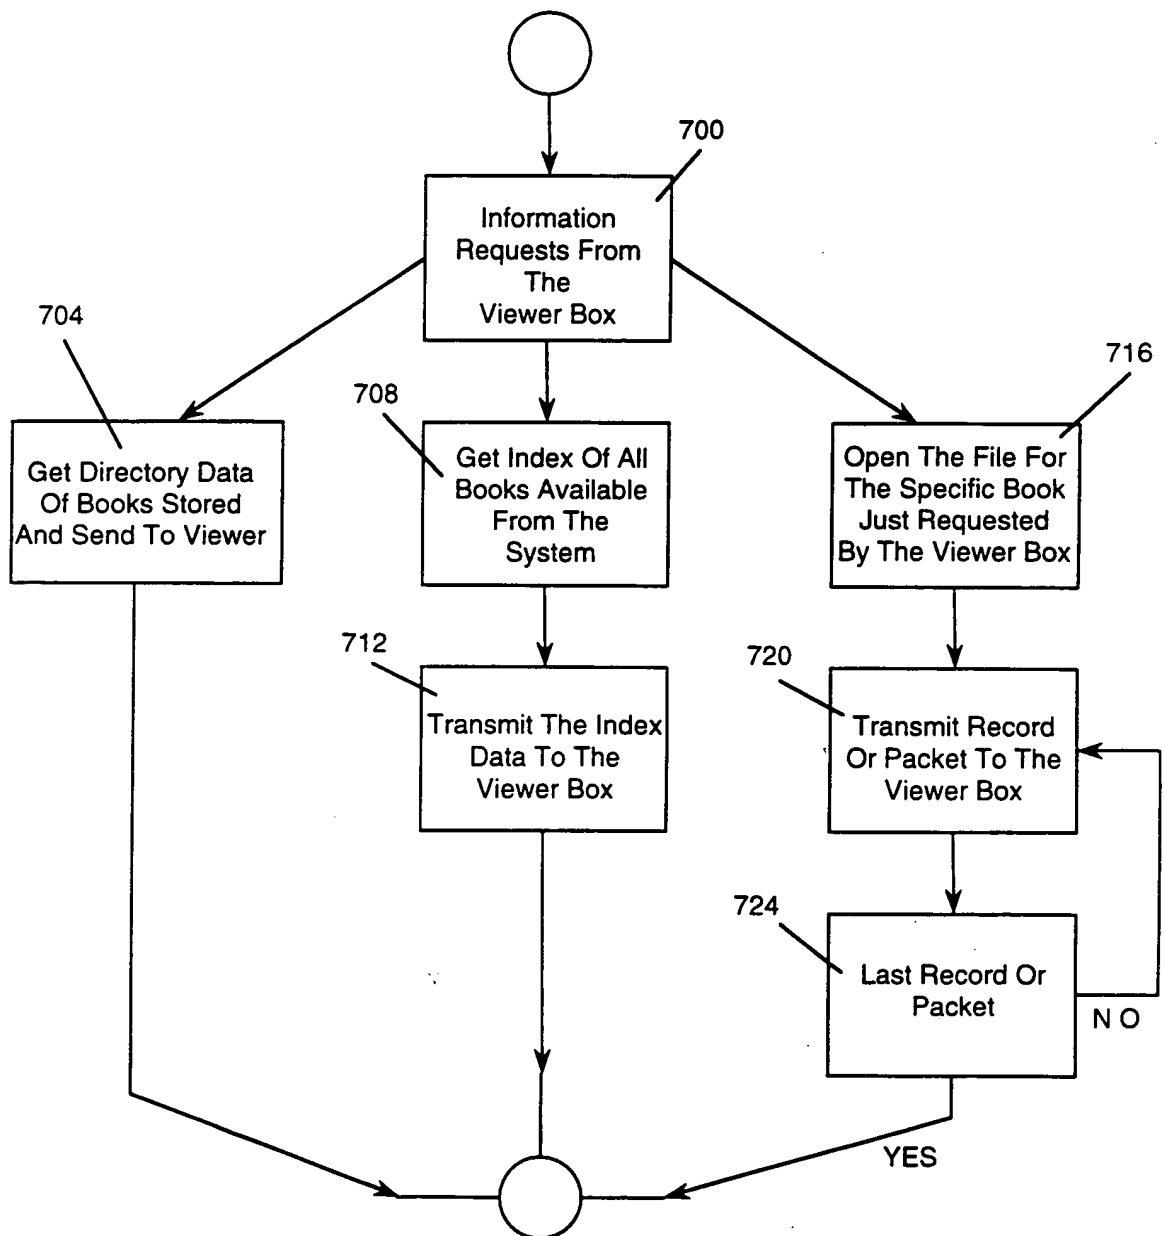 700
Information
Requests From
The
Viewer Box
704
Get Directory Data
Of Books Stored
And Send To Viewer
708
Get Index Of All
Books Available
From The
System
716
Open The File For
The Specific Book
Just Requested
By The Viewer Box
712
Transmit The Index
Data To The
Viewer Box
720
Transmit Record
Or Packet To The
Viewer Box
724
Last Record Or
Packet
NO
YES